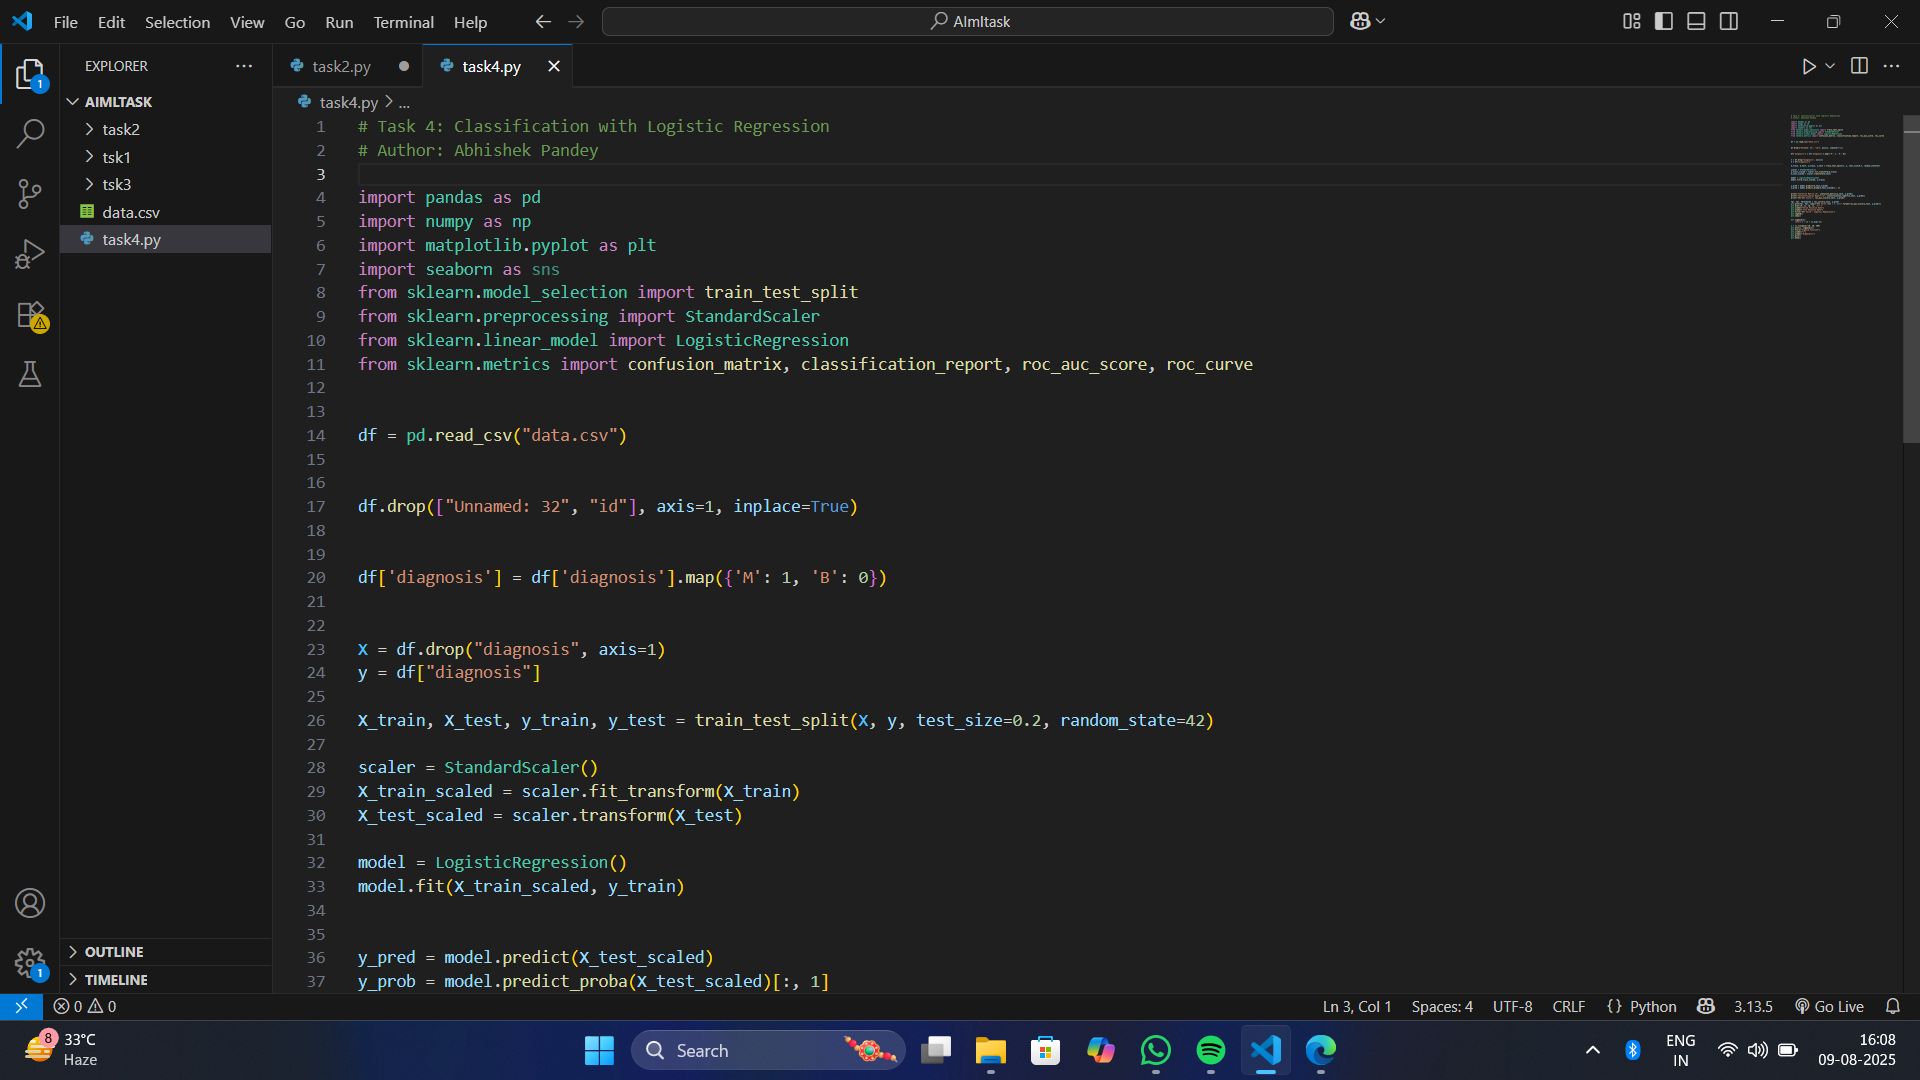 File Edit Selection View Go Run Terminal Help
AImltask
EXPLORER
AIMLTASK
task2
tsk1
tsk3
data.csv
task4.py
OUTLINE
TIMELINE
task2.py
task4.py
task4.py > ...
1 # Task 4: Classification with Logistic Regression
2 # Author: Abhishek Pandey
3
4 import pandas as pd
5 import numpy as np
6 import matplotlib.pyplot as plt
7 import seaborn as sns
8 from sklearn.model_selection import train_test_split
9 from sklearn.preprocessing import StandardScaler
10 from sklearn.linear_model import LogisticRegression
11 from sklearn.metrics import confusion_matrix, classification_report, roc_auc_score, roc_curve
12
13
14 df = pd.read_csv("data.csv")
15
16
17 df.drop(["Unnamed: 32", "id"], axis=1, inplace=True)
18
19
20 df['diagnosis'] = df['diagnosis'].map({'M': 1, 'B': 0})
21
22
23 X = df.drop("diagnosis", axis=1)
24 y = df["diagnosis"]
25
26 X_train, X_test, y_train, y_test = train_test_split(X, y, test_size=0.2, random_state=42)
27
28 scaler = StandardScaler()
29 X_train_scaled = scaler.fit_transform(X_train)
30 X_test_scaled = scaler.transform(X_test)
31
32 model = LogisticRegression()
33 model.fit(X_train_scaled, y_train)
34
35
36 y_pred = model.predict(X_test_scaled)
37 y_prob = model.predict_proba(X_test_scaled)[:, 1]
1
1
0 0
Ln 3, Col 1 Spaces: 4 UTF-8 CRLF {} Python 3.13.5 Go Live
8
33°C
Haze
Search
ENG
IN
16:08
09-08-2025